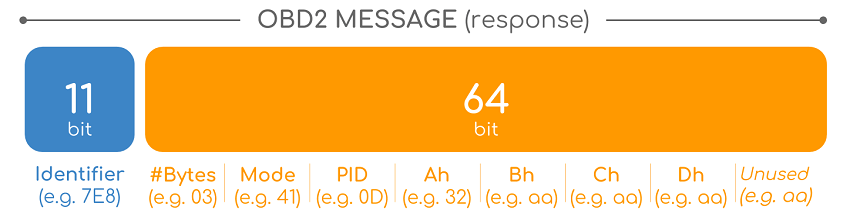 OBD2 MESSAGE (response)
11
bit
64
bit
Identifier
(e.g. 7E8)
#Bytes
(e.g. 03)
Mode
(e.g. 41)
PID
(e.g. 0D)
Ah
(e.g. 32)
Bh
(e.g. aa)
Ch
(e.g. aa)
Dh
(e.g. aa)
Unused
(e.g. aa)